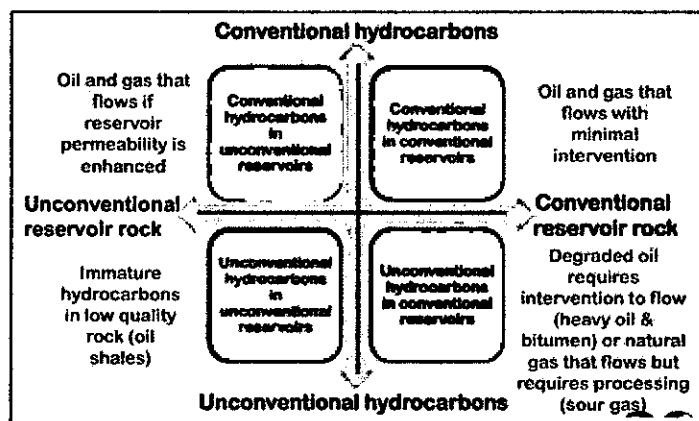 Conventional hydrocarbons
Oil and gas that
flows if
reservoir
permeability is
enhanced
Conventional
hydrocarbons
in
unconventional
reservoirs
Conventional
hydrocarbons
in conventional
reservoirs
Oil and gas that
flows with
minimal
intervention
Unconventional
reservoir rock
Conventional
reservoir rock
Immature
hydrocarbons
in low quality
rock (oil
shales)
Unconventional
hydrocarbons
in
unconventional
reservoirs
Unconventional
hydrocarbons
in conventional
reservoirs
Degraded oil
requires
intervention to flow
(heavy oil &
bitumen) or natural
gas that flows but
requires processing
(sour gas)
Unconventional hydrocarbons